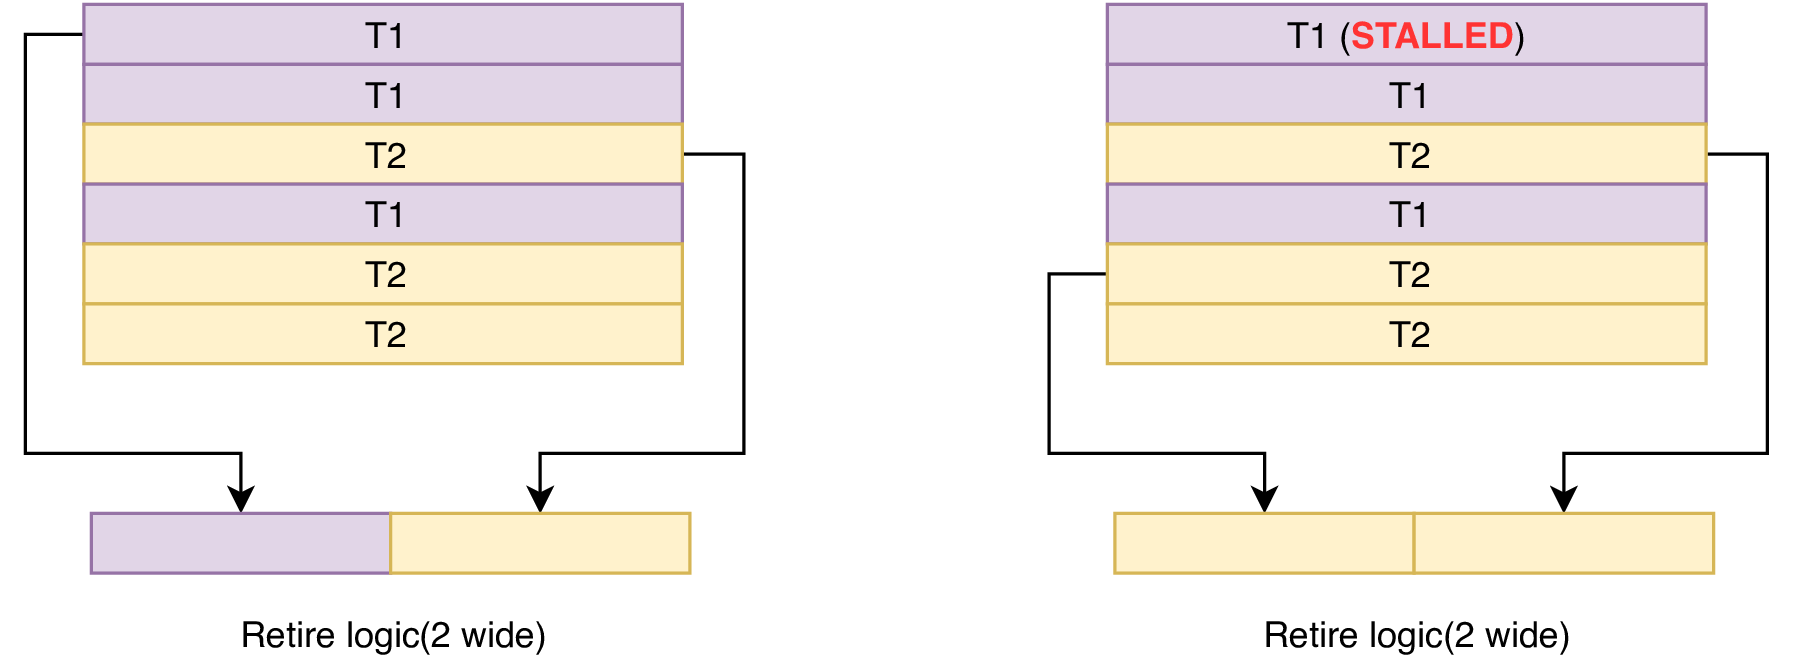 T1
T1
T2
T1
T2
T2
Retire logic(2 wide)
T1 (STALLED)
T1
T2
T1
T2
T2
Retire logic(2 wide)